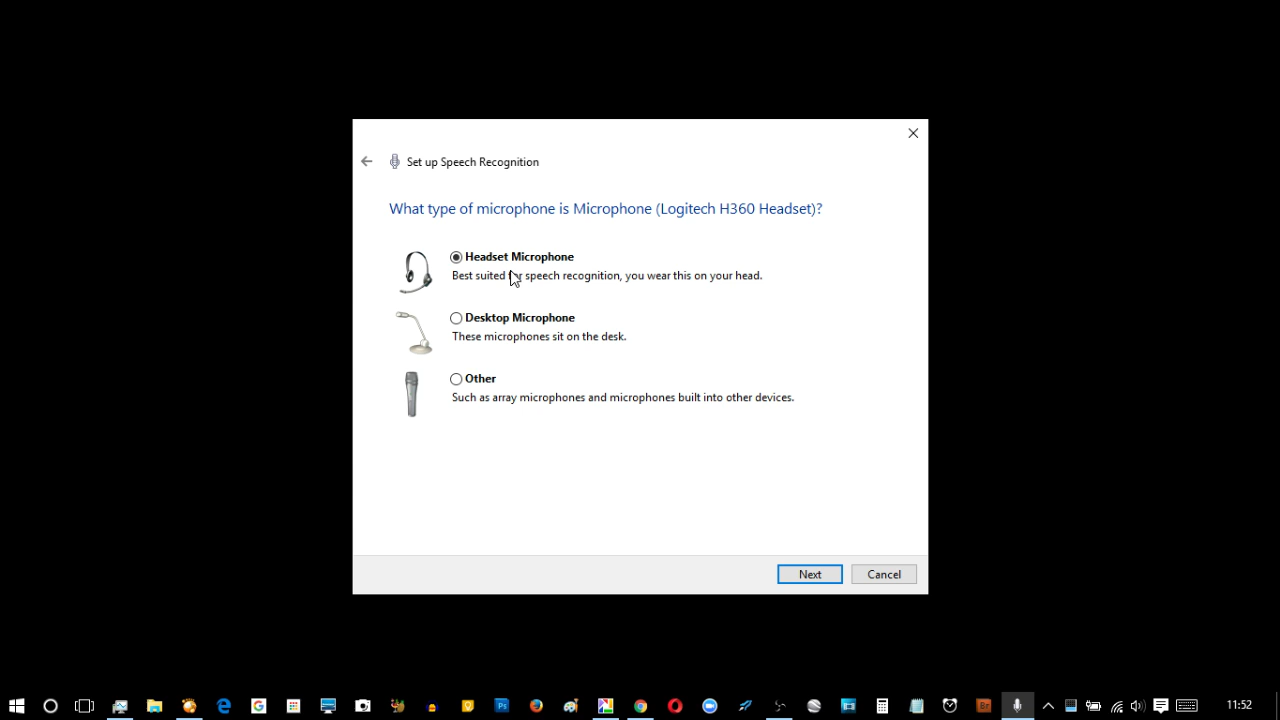 Set up Speech Recognition
What type of microphone is Microphone (Logitech H360 Headset)?
Headset Microphone
Best suited for speech recognition, you wear this on your head.
Desktop Microphone
These microphones sit on the desk.
Other
Such as array microphones and microphones built into other devices.
Next Cancel
Ps Br 11:52